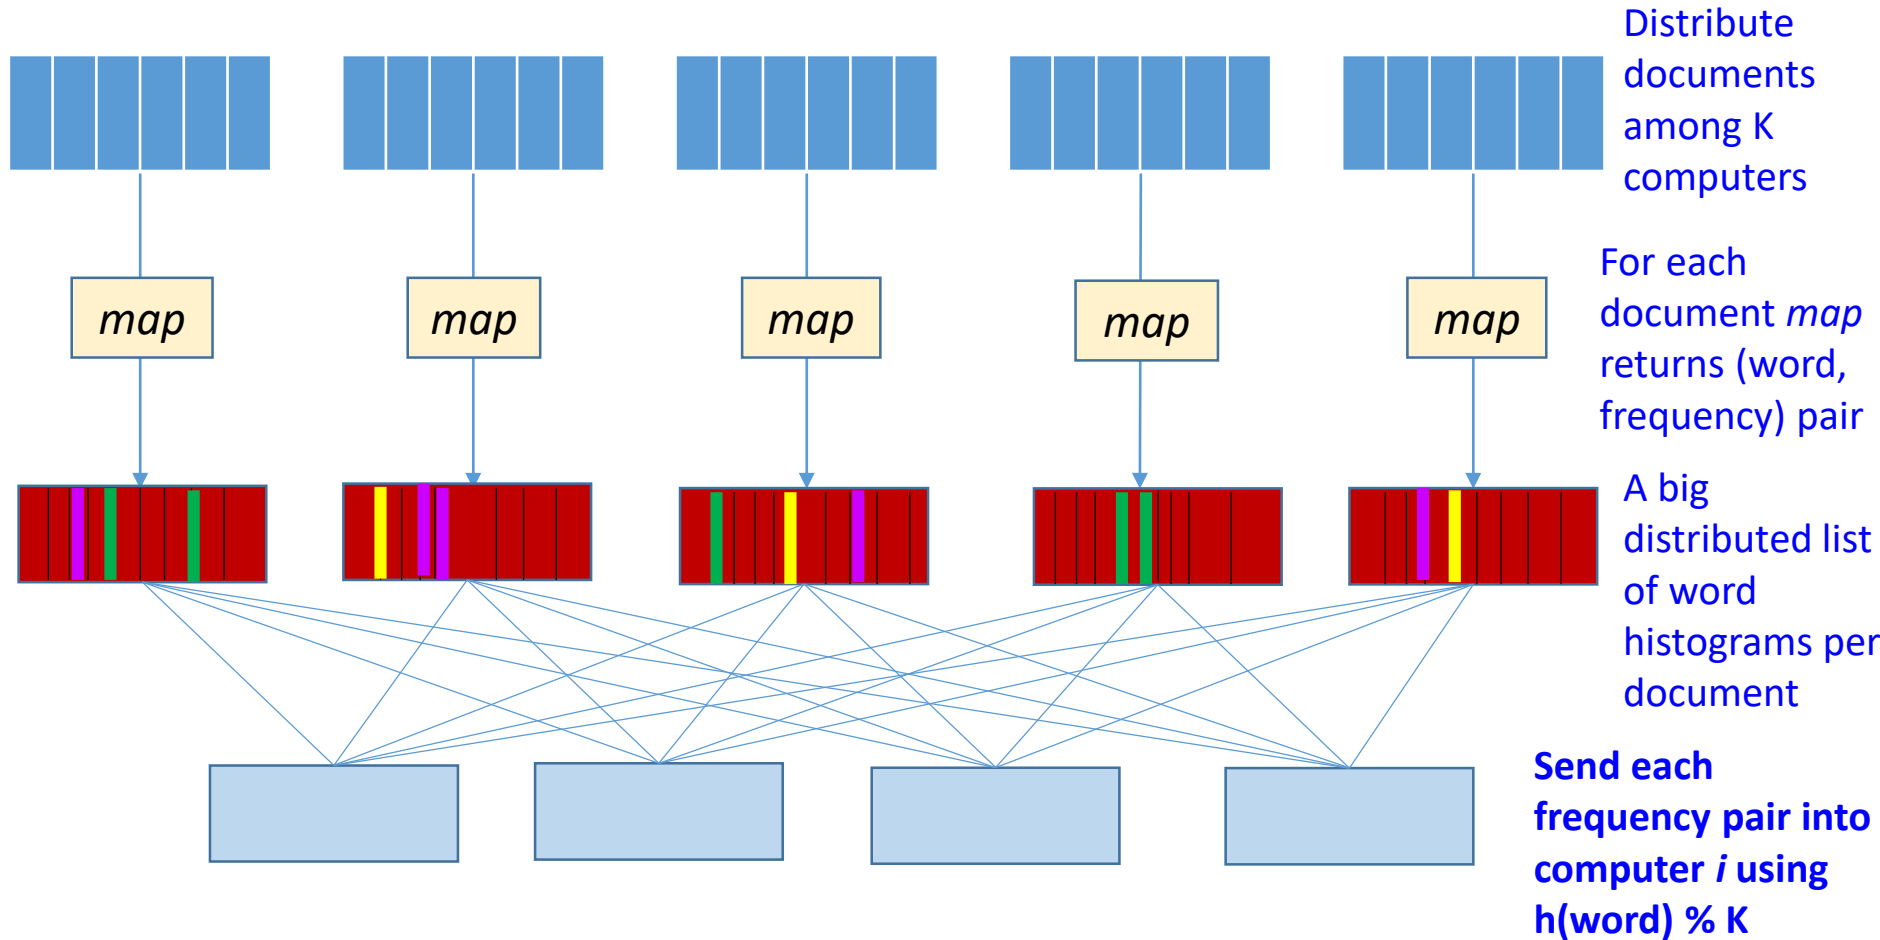 Distribute
documents
among K
computers
map
map
map
map
map
For each
document map
returns (word,
frequency) pair
A big
distributed list
of word
histograms per
document
Send each
frequency pair into
computer i using
h(word) % K